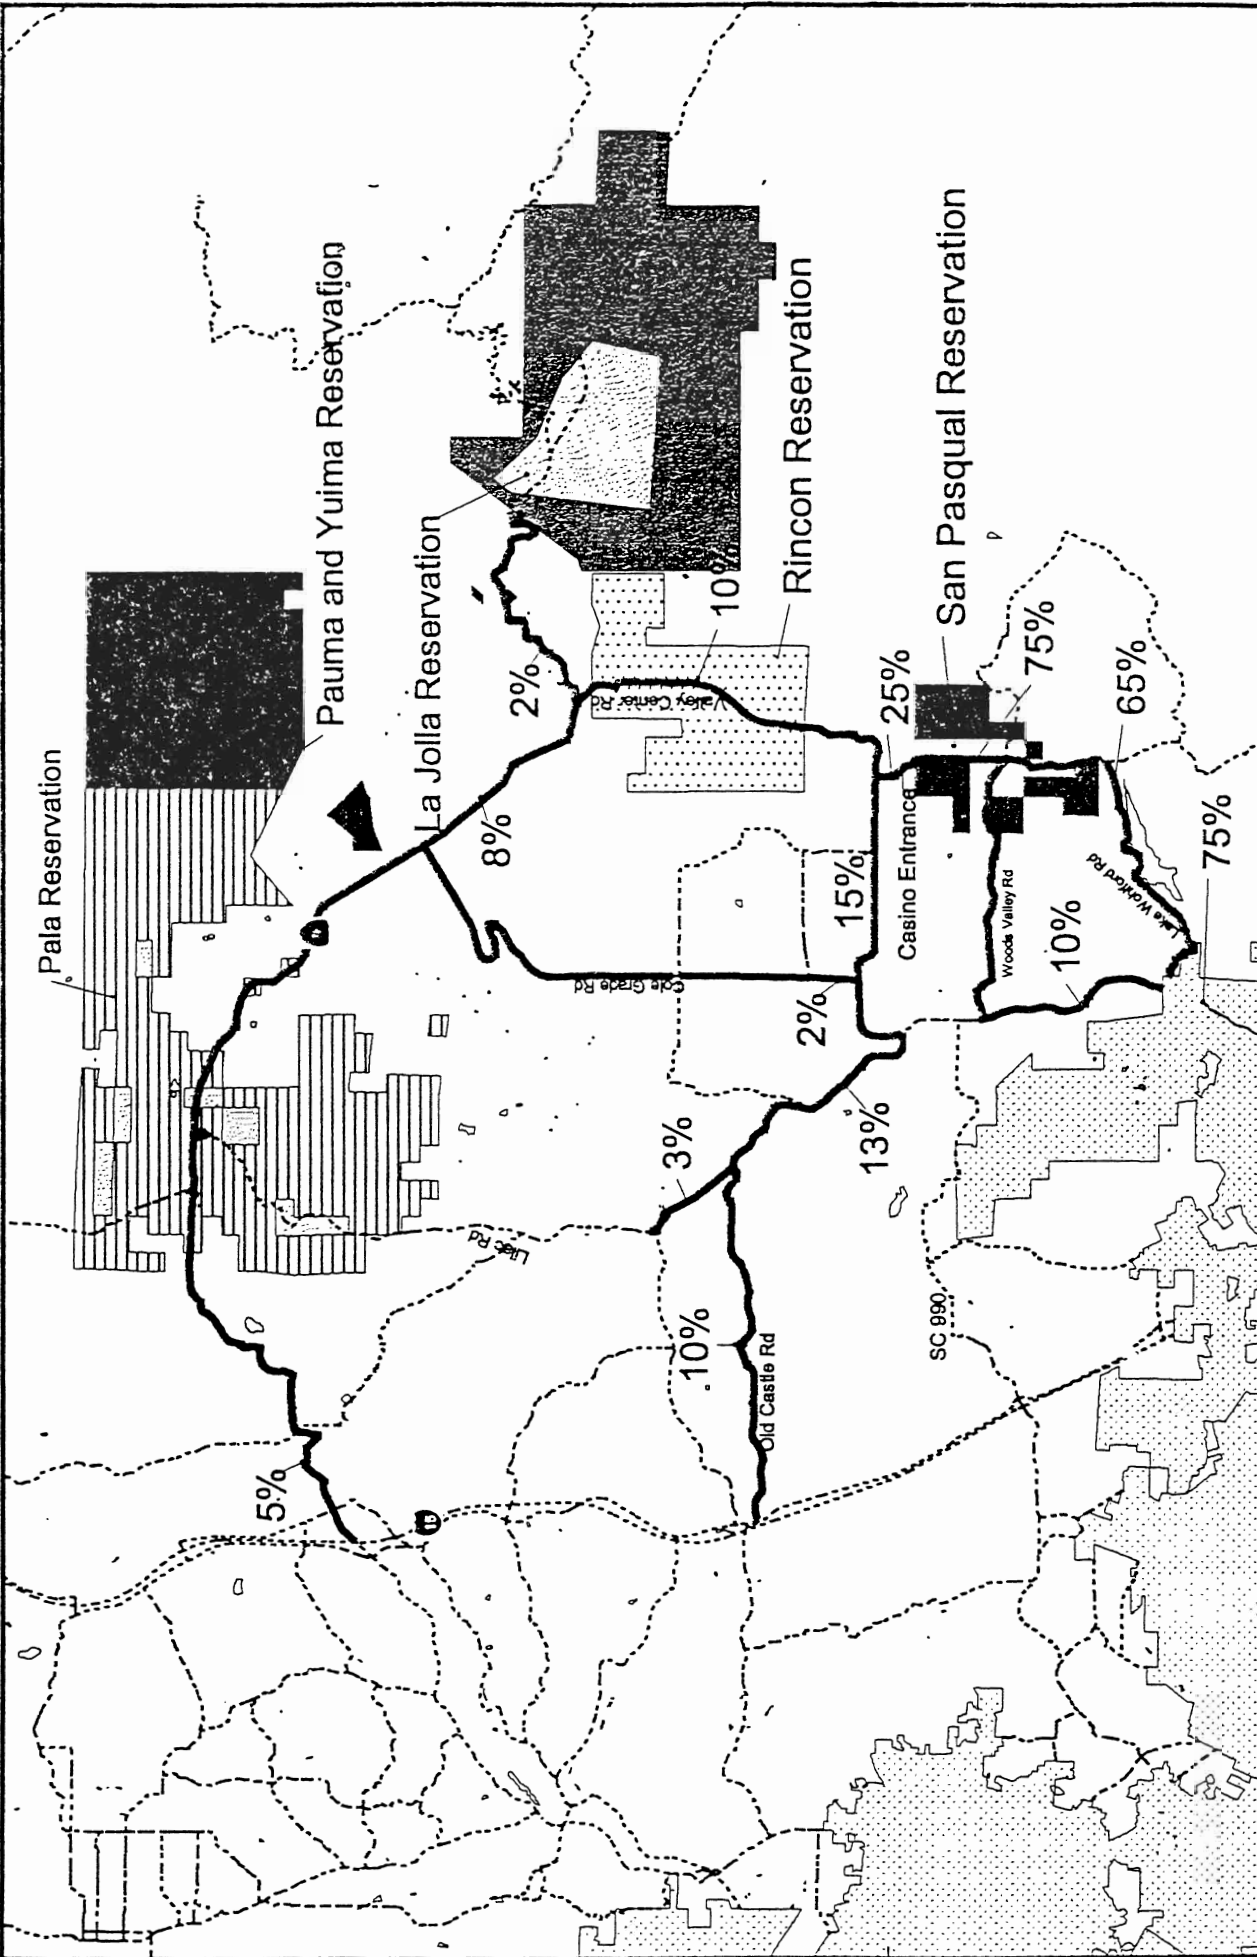 Pala Reservation
Pauma and Yuima Reservation
La Jolla Reservation
Rincon Reservation
San Pasqual Reservation
2%
8%
10%
Valley Center Rd
25%
75%
65%
15%
Casino Entrance
Woods Valley Rd
Lake Wohlford Rd
75%
10%
Cole Grade Rd
2%
13%
3%
Lilac Rd
10%
Old Castle Rd
SC 990
5%